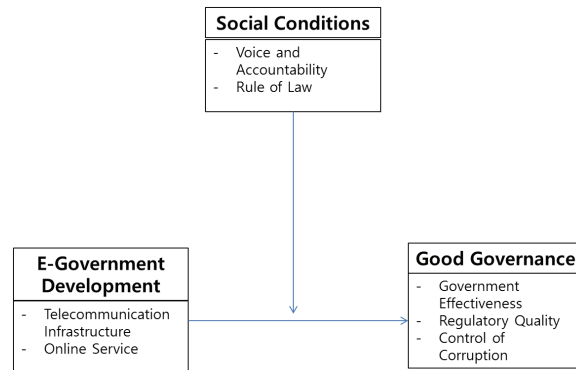 Social Conditions
- Voice and
Accountability
- Rule of Law
E-Government
Development
- Telecommunication
Infrastructure
- Online Service
Good Governance
- Government
Effectiveness
- Regulatory Quality
- Control of
Corruption